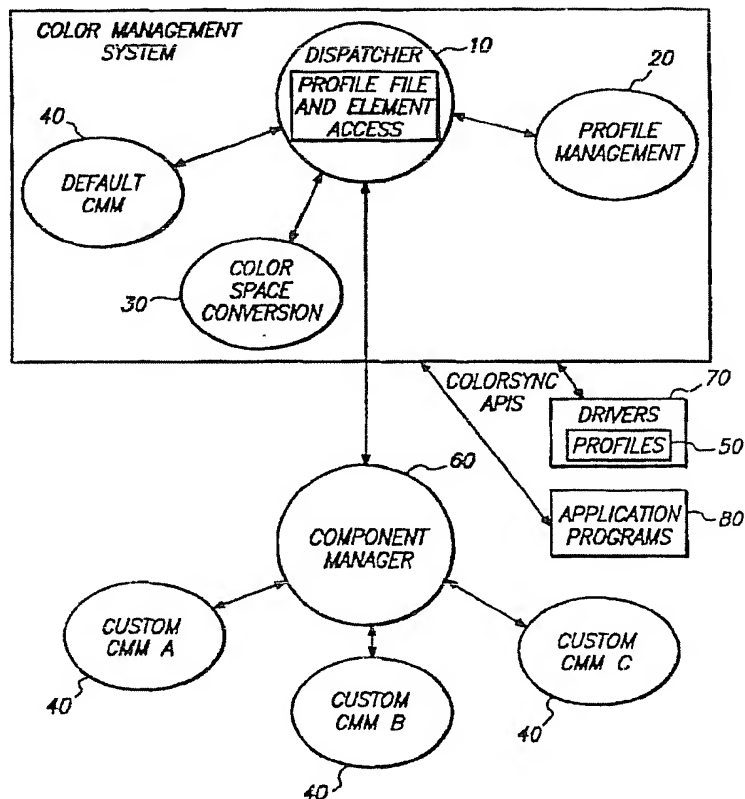 COLOR MANAGEMENT
SYSTEM
DISPATCHER
10
PROFILE FILE
AND ELEMENT
ACCESS
20
PROFILE
MANAGEMENT
40
DEFAULT
CMM
COLOR
SPACE
CONVERSION
30
COLORSYNC
APIS
70
DRIVERS
PROFILES
50
60
COMPONENT
MANAGER
APPLICATION
PROGRAMS
80
CUSTOM
CMM A
40
CUSTOM
CMM B
40
CUSTOM
CMM C
40